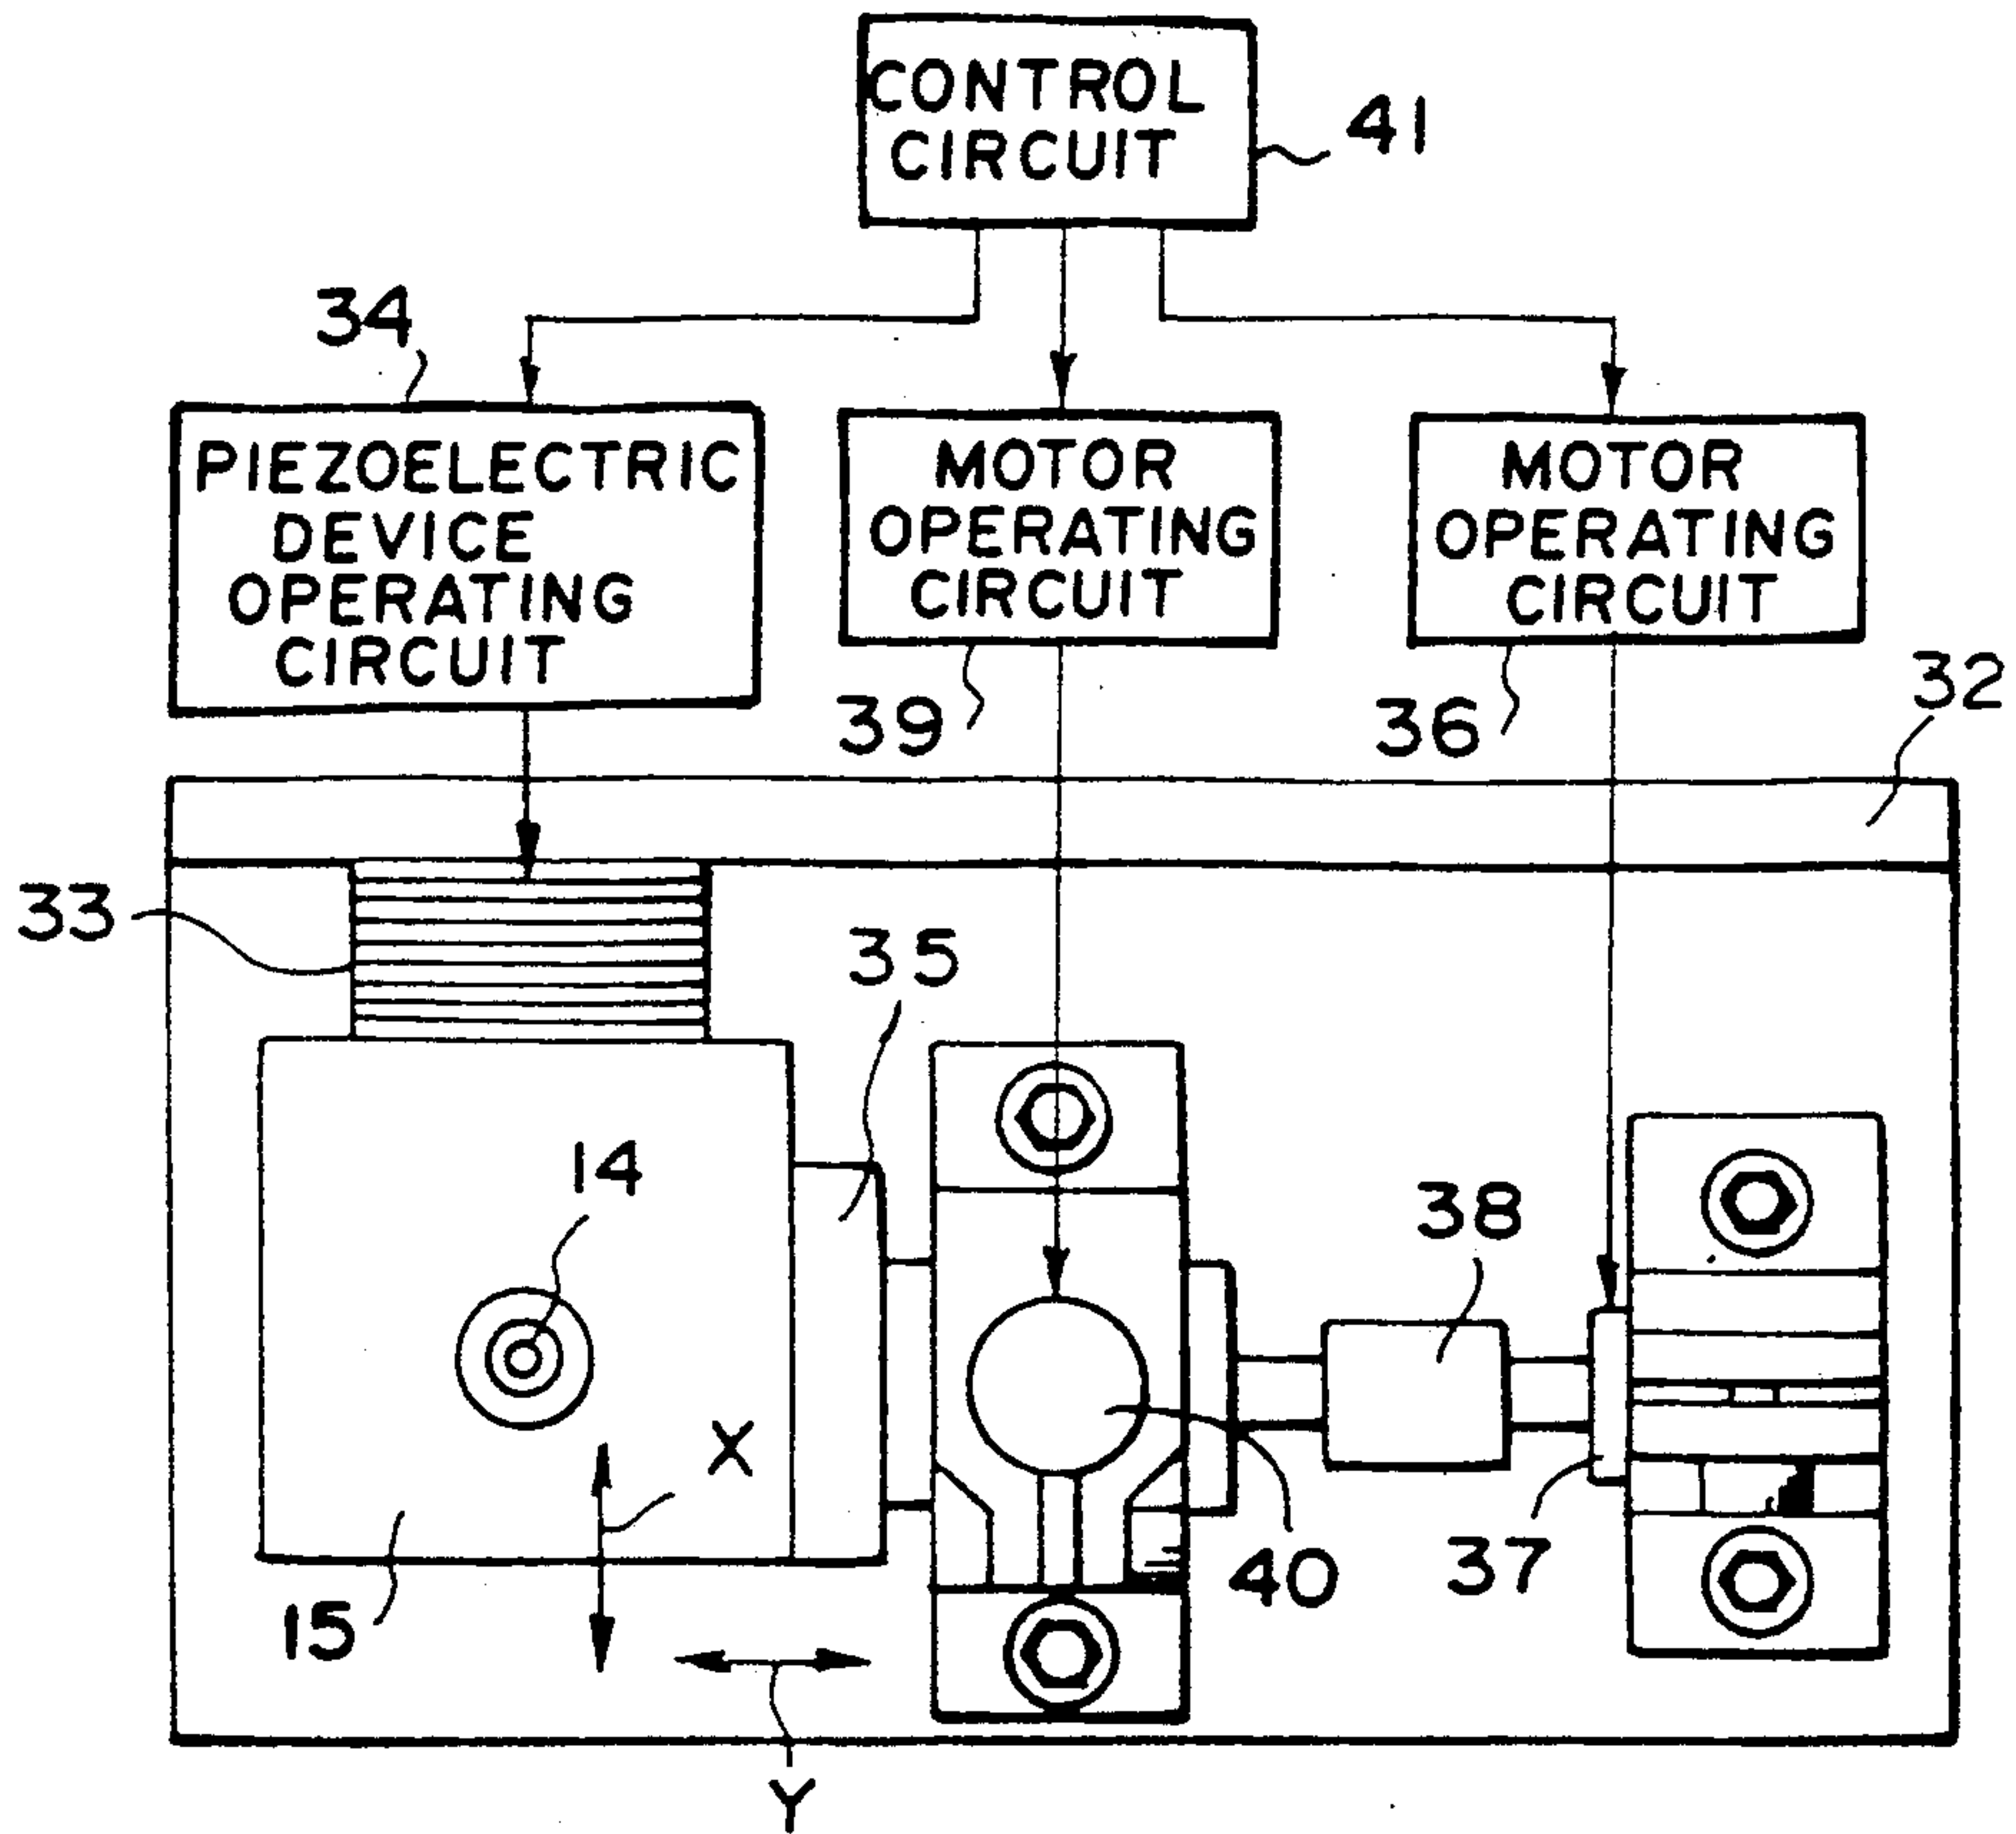 CONTROL
CIRCUIT
41
34
PIEZOELECTRIC
DEVICE
OPERATING
CIRCUIT
MOTOR
OPERATING
CIRCUIT
MOTOR
OPERATING
CIRCUIT
39
36
32
33
35
14
38
X
15
40
37
Y